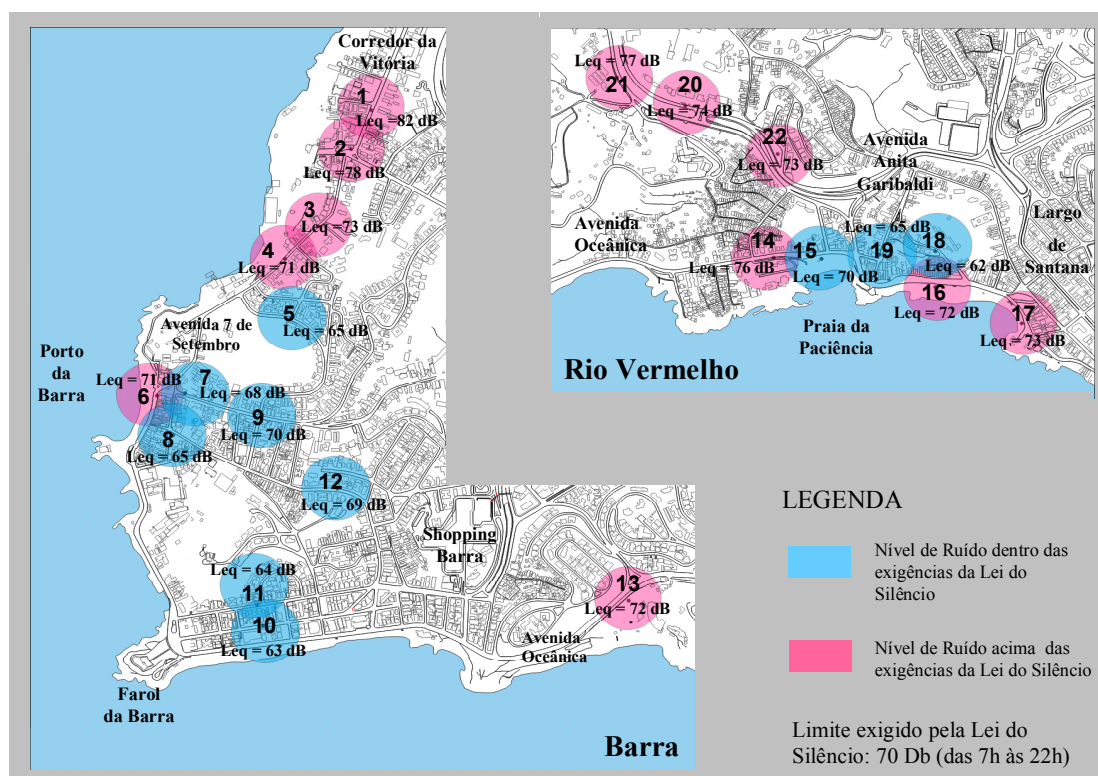 Corredor da
Vitória
1
Leq =82 dB
2
Leq =78 dB
3
Leq =73 dB
4
Leq =71 dB
5
Leq = 65 dB
Avenida 7 de
Setembro
Porto
da
Barra
Leq =71 dB
6
7
Leq = 68 dB
8
Leq = 65 dB
9
Leq = 70 dB
12
Leq = 69 dB
Shopping
Barra
Leq = 64 dB
11
10
Leq = 63 dB
13
Leq = 72 dB
Avenida
Oceânica
Farol
da Barra
Barra
Leq = 77 dB
21
20
Leq = 74 dB
22
Leq = 73 dB
Avenida
Anita
Garibaldi
Avenida
Oceânica
14
Leq = 76 dB
15
Leq = 70 dB
Leq = 65 dB
19
18
Leq = 62 dB
16
Leq = 72 dB
17
Leq = 73 dB
Largo
de
Santana
Praia da
Paciência
Rio Vermelho
LEGENDA
Nível de Ruído dentro das
exigências da Lei do
Silêncio
Nível de Ruído acima das
exigências da Lei do Silêncio
Limite exigido pela Lei do
Silêncio: 70 Db (das 7h às 22h)